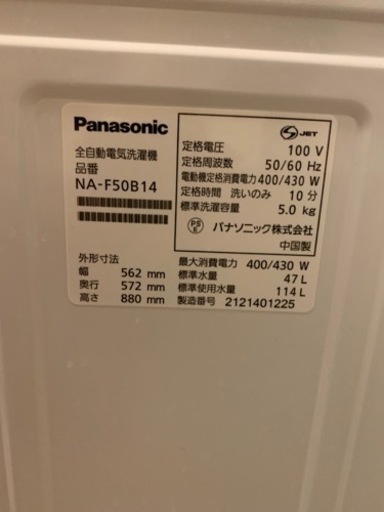 Panasonic
全自動電気洗濯機
品番
NA-F50B14
外形寸法
幅 562 mm
奥行 572 mm
高さ 880 mm
S JET
定格電圧 100 V
定格周波数 50/60 Hz
電動機定格消費電力 400/430 W
定格時間 洗いのみ 10 分
標準洗濯容量 5.0 kg
PS E パナソニック株式会社
中国製
最大消費電力 400/430 W
標準水量 47 L
標準使用水量 114 L
製造番号 2121401225